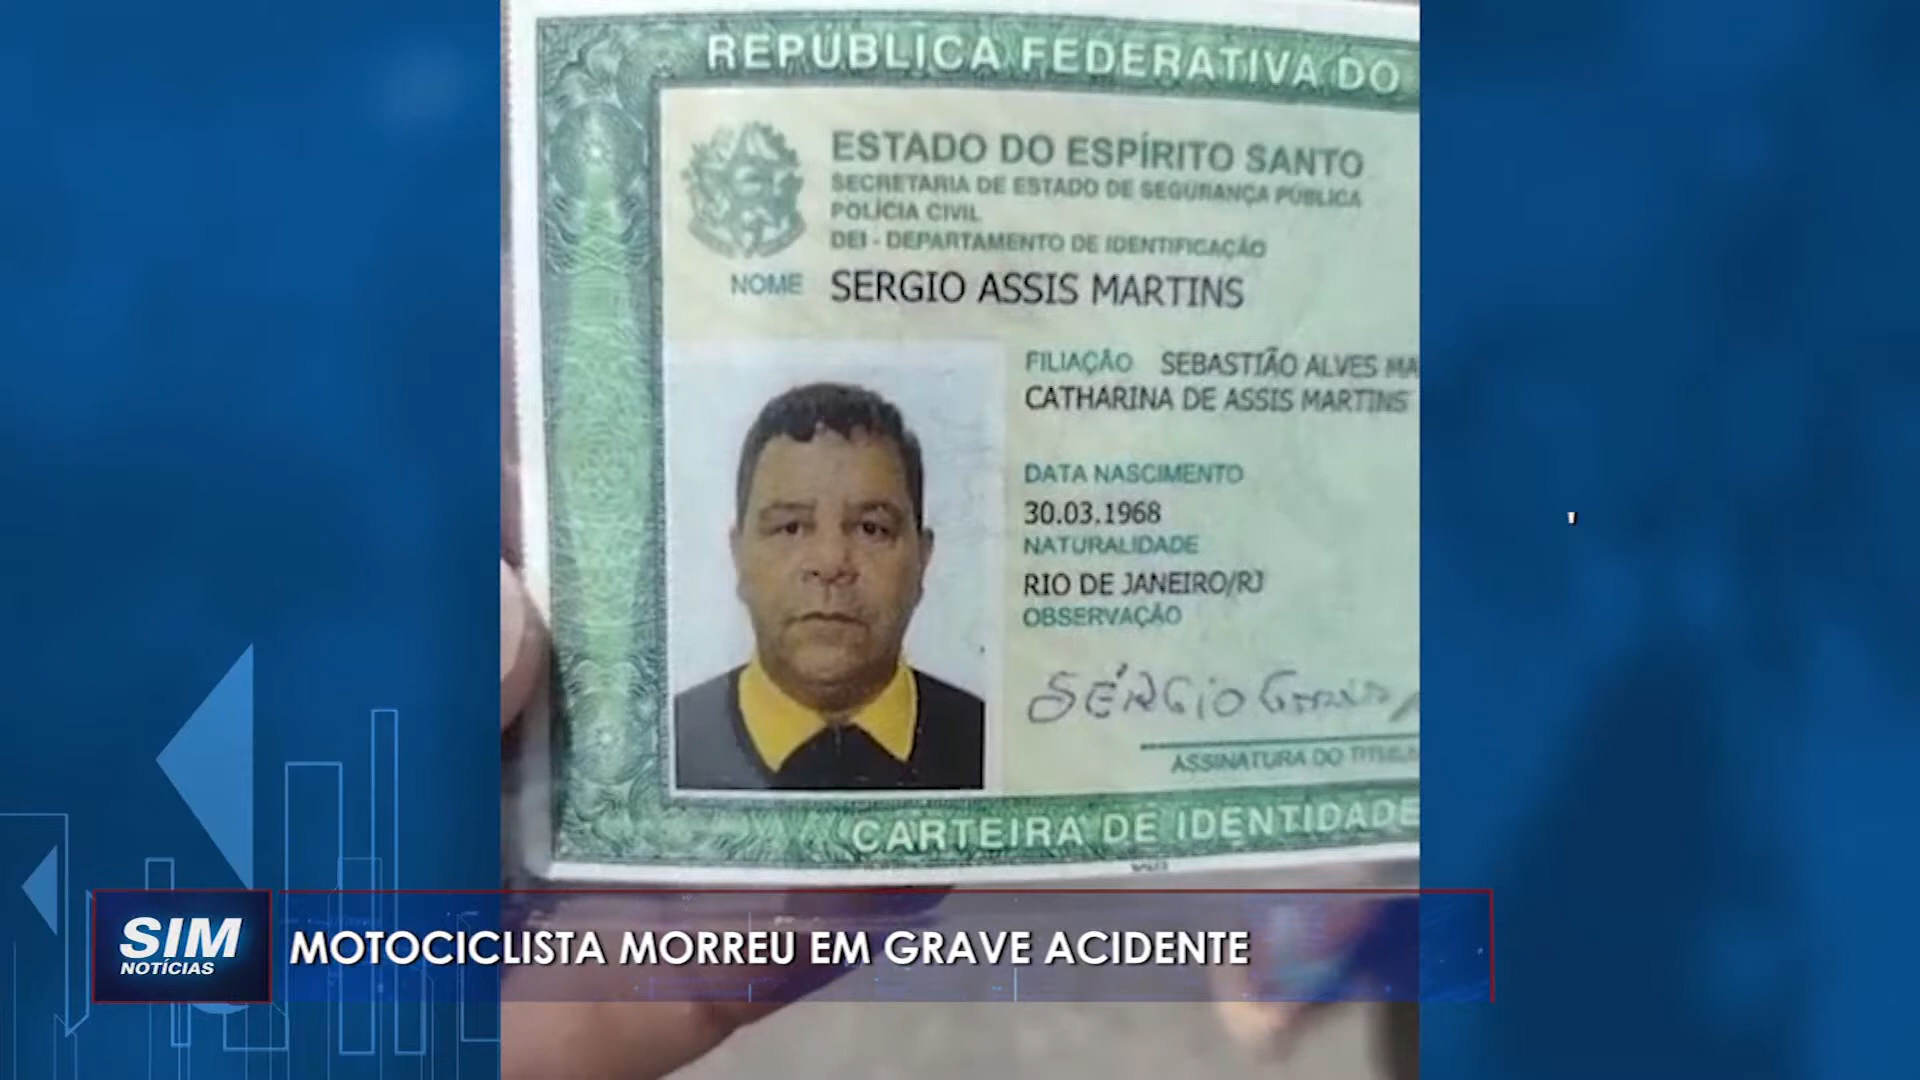 REPÚBLICA FEDERATIVA DO
ESTADO DO ESPÍRITO SANTO
SECRETARIA DE ESTADO DE SEGURANÇA PÚBLICA
POLÍCIA CIVIL
DEI - DEPARTAMENTO DE IDENTIFICAÇÃO
NOME SERGIO ASSIS MARTINS
FILIAÇÃO SEBASTIÃO ALVES MA
CATHARINA DE ASSIS MARTINS
DATA NASCIMENTO
30.03.1968
NATURALIDADE
RIO DE JANEIRO/RJ
OBSERVAÇÃO
SÉRGIO
ASSINATURA DO TITUL
CARTEIRA DE IDENTIDADE
SIM
NOTÍCIAS
MOTOCICLISTA MORREU EM GRAVE ACIDENTE